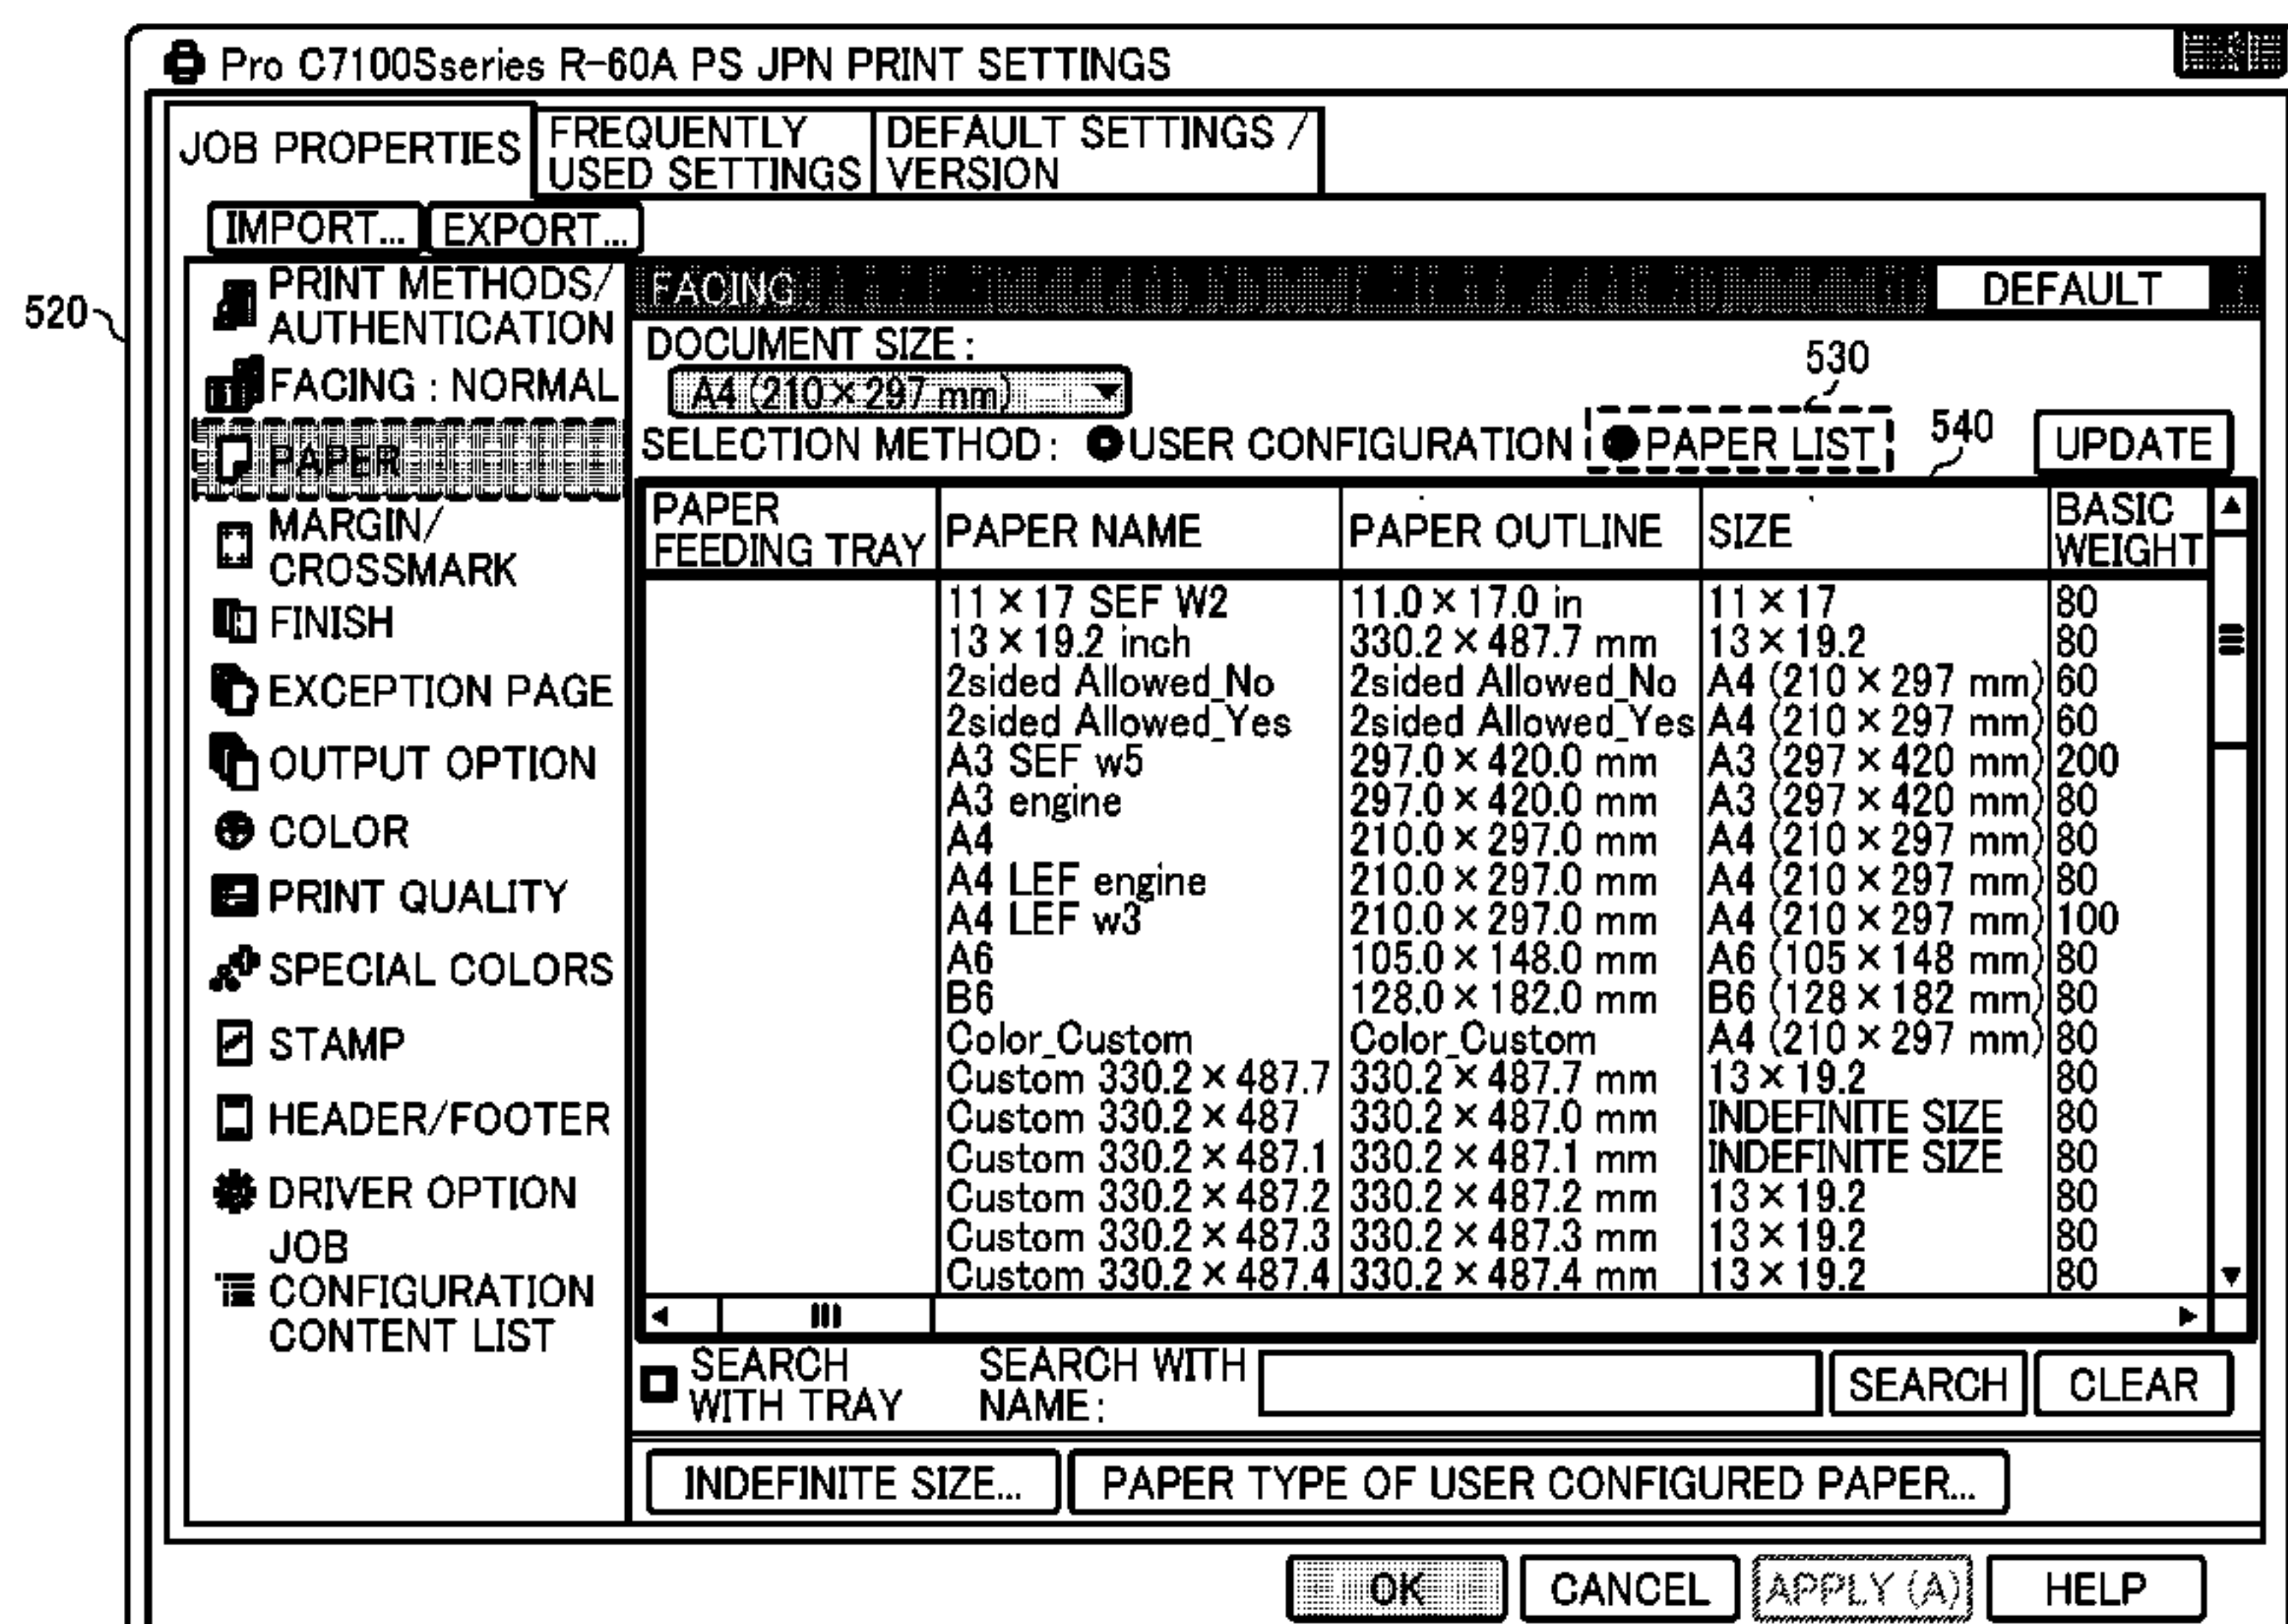 Pro C7100Sseries R-60A PS JPN PRINT SETTINGS
JOB PROPERTIES
FREQUENTLY
USED SETTINGS
DEFAULT SETTINGS /
VERSION
IMPORT...
EXPORT...
520
PRINT METHODS/
AUTHENTICATION
FACING : NORMAL
PAPER
MARGIN/
CROSSMARK
FINISH
EXCEPTION PAGE
OUTPUT OPTION
COLOR
PRINT QUALITY
SPECIAL COLORS
STAMP
HEADER/FOOTER
DRIVER OPTION
JOB
CONFIGURATION
CONTENT LIST
FACING:
DEFAULT
DOCUMENT SIZE :
A4 (210 × 297 mm)
530
SELECTION METHOD : USER CONFIGURATION PAPER LIST
540
UPDATE
PAPER
FEEDING TRAY
PAPER NAME
PAPER OUTLINE
SIZE
BASIC
WEIGHT
11 × 17 SEF W2 11.0 × 17.0 in 11 × 17 80
13 × 19.2 inch 330.2 × 487.7 mm 13 × 19.2 80
2sided Allowed_No 2sided Allowed_No A4 (210 × 297 mm) 60
2sided Allowed_Yes 2sided Allowed_Yes A4 (210 × 297 mm) 60
A3 SEF w5 297.0 × 420.0 mm A3 (297 × 420 mm) 200
A3 engine 297.0 × 420.0 mm A3 (297 × 420 mm) 80
A4 210.0 × 297.0 mm A4 (210 × 297 mm) 80
A4 LEF engine 210.0 × 297.0 mm A4 (210 × 297 mm) 80
A4 LEF w3 210.0 × 297.0 mm A4 (210 × 297 mm) 100
A6 105.0 × 148.0 mm A6 (105 × 148 mm) 80
B6 128.0 × 182.0 mm B6 (128 × 182 mm) 80
Color_Custom Color_Custom A4 (210 × 297 mm) 80
Custom 330.2 × 487.7 330.2 × 487.7 mm 13 × 19.2 80
Custom 330.2 × 487 330.2 × 487.0 mm INDEFINITE SIZE 80
Custom 330.2 × 487.1 330.2 × 487.1 mm INDEFINITE SIZE 80
Custom 330.2 × 487.2 330.2 × 487.2 mm 13 × 19.2 80
Custom 330.2 × 487.3 330.2 × 487.3 mm 13 × 19.2 80
Custom 330.2 × 487.4 330.2 × 487.4 mm 13 × 19.2 80
SEARCH
WITH TRAY
SEARCH WITH
NAME :
SEARCH
CLEAR
INDEFINITE SIZE...
PAPER TYPE OF USER CONFIGURED PAPER...
OK
CANCEL
APPLY (A)
HELP